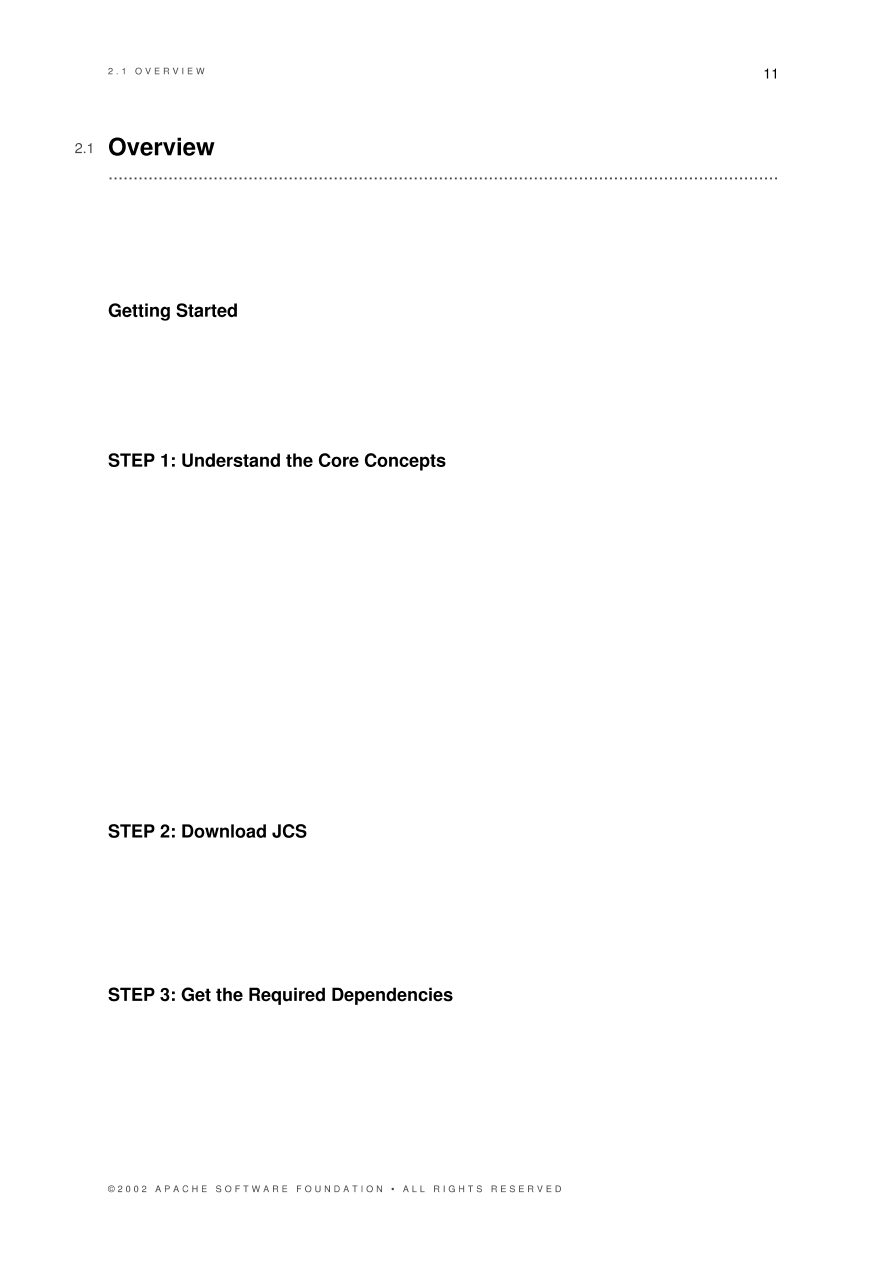 2.1 OVERVIEW 11
2.1 Overview
Getting Started
STEP 1: Understand the Core Concepts
STEP 2: Download JCS
STEP 3: Get the Required Dependencies
©2002 APACHE SOFTWARE FOUNDATION • ALL RIGHTS RESERVED